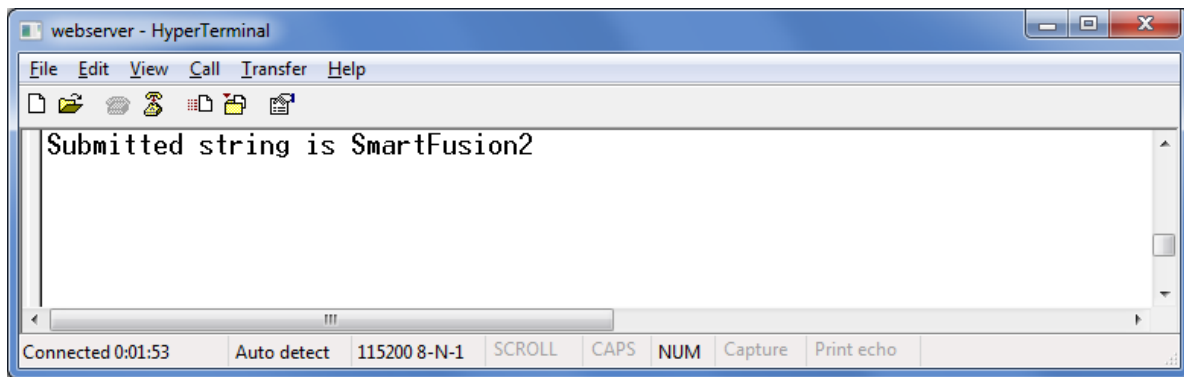 webserver - HyperTerminal
File Edit View Call Transfer Help
Submitted string is SmartFusion2
Connected 0:01:53 Auto detect 115200 8-N-1 SCROLL CAPS NUM Capture Print echo